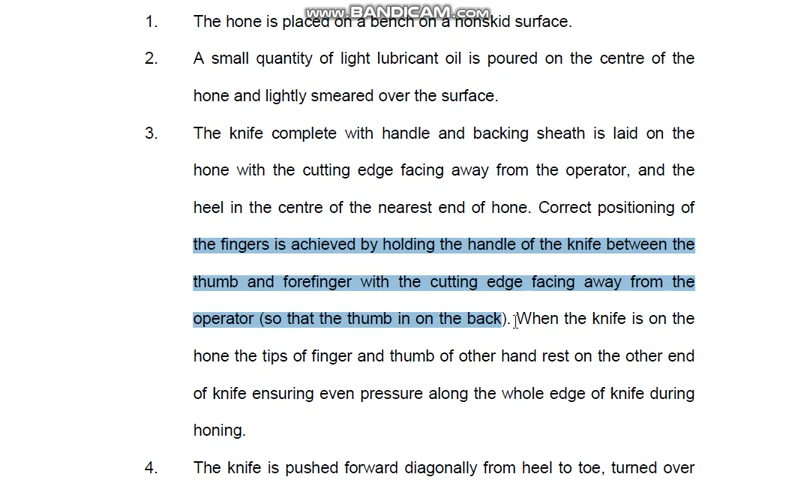 www.BANDICAM.com
1. The hone is placed on a bench on a nonskid surface.
2. A small quantity of light lubricant oil is poured on the centre of the
hone and lightly smeared over the surface.
3. The knife complete with handle and backing sheath is laid on the
hone with the cutting edge facing away from the operator, and the
heel in the centre of the nearest end of hone. Correct positioning of
the fingers is achieved by holding the handle of the knife between the
thumb and forefinger with the cutting edge facing away from the
operator (so that the thumb in on the back). When the knife is on the
hone the tips of finger and thumb of other hand rest on the other end
of knife ensuring even pressure along the whole edge of knife during
honing.
4. The knife is pushed forward diagonally from heel to toe, turned over